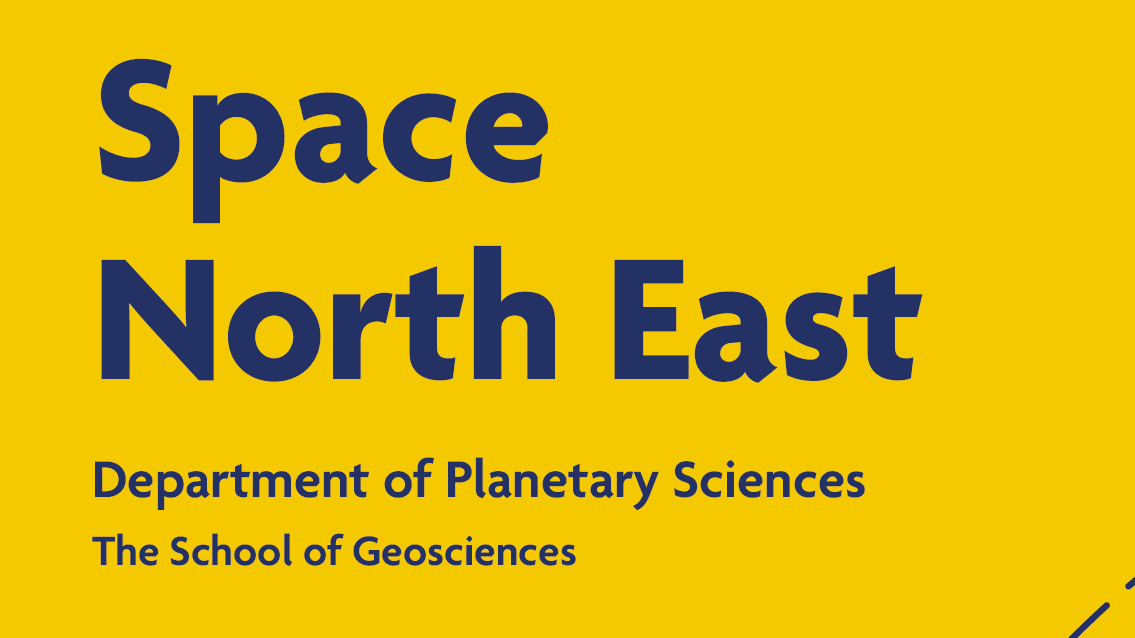 Space
North East
Department of Planetary Sciences
The School of Geosciences